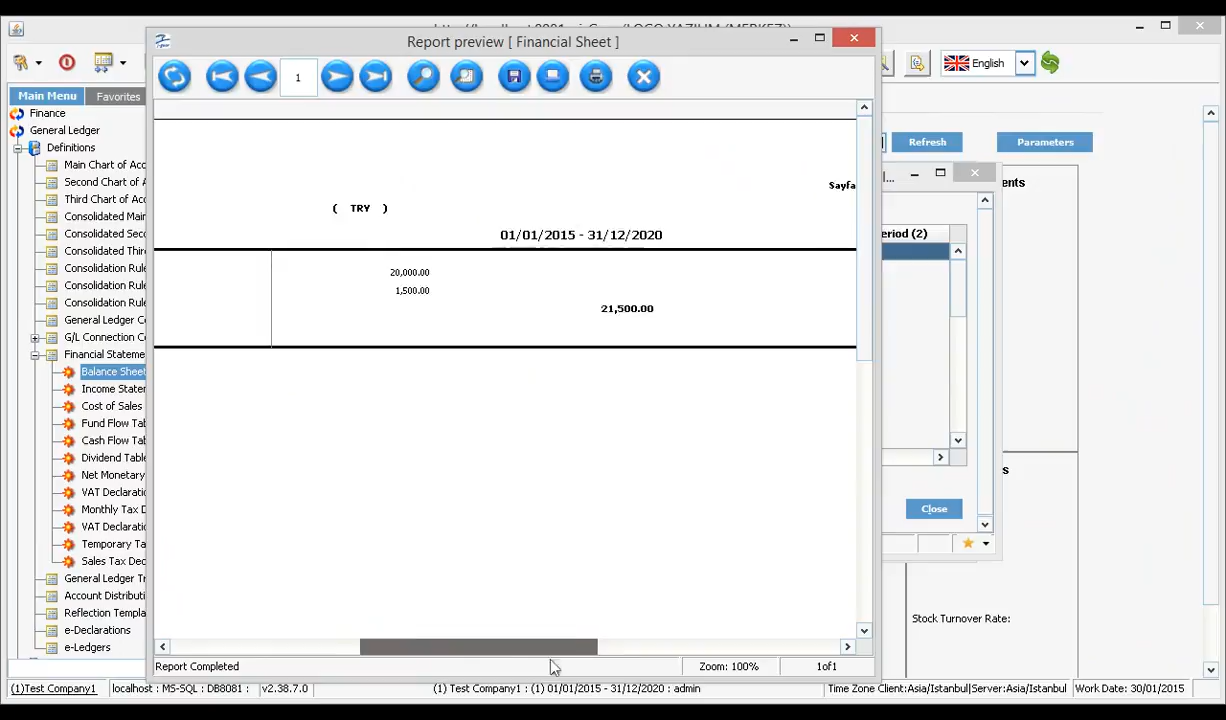 Report preview [ Financial Sheet ]
1
English
Main Menu
Favorites
Finance
General Ledger
Definitions
Main Chart of Acc
Second Chart of A
Third Chart of Acc
Consolidated Main
Consolidated Seco
Consolidated Third
Consolidation Rule
Consolidation Rule
Consolidation Rule
General Ledger Co
G/L Connection Co
Financial Stateme
Balance Sheet
Income Staten
Cost of Sales
Fund Flow Tab
Cash Flow Tab
Dividend Table
Net Monetary
VAT Declaratio
Monthly Tax D
VAT Declaratio
Temporary Ta
Sales Tax Dec
General Ledger Tr
Account Distributi
Reflection Templa
e-Declarations
e-Ledgers
Sayfa
( TRY )
01/01/2015 - 31/12/2020
20,000.00
1,500.00
21,500.00
Report Completed
Zoom: 100%
1of1
Refresh
Parameters
ents
eriod (2)
Close
Stock Turnover Rate:
(1)Test Company1
localhost : MS-SQL : DB8081 : v2.38.7.0
(1) Test Company1 : (1) 01/01/2015 - 31/12/2020 : admin
Time Zone Client:Asia/Istanbul|Server:Asia/Istanbul
Work Date: 30/01/2015